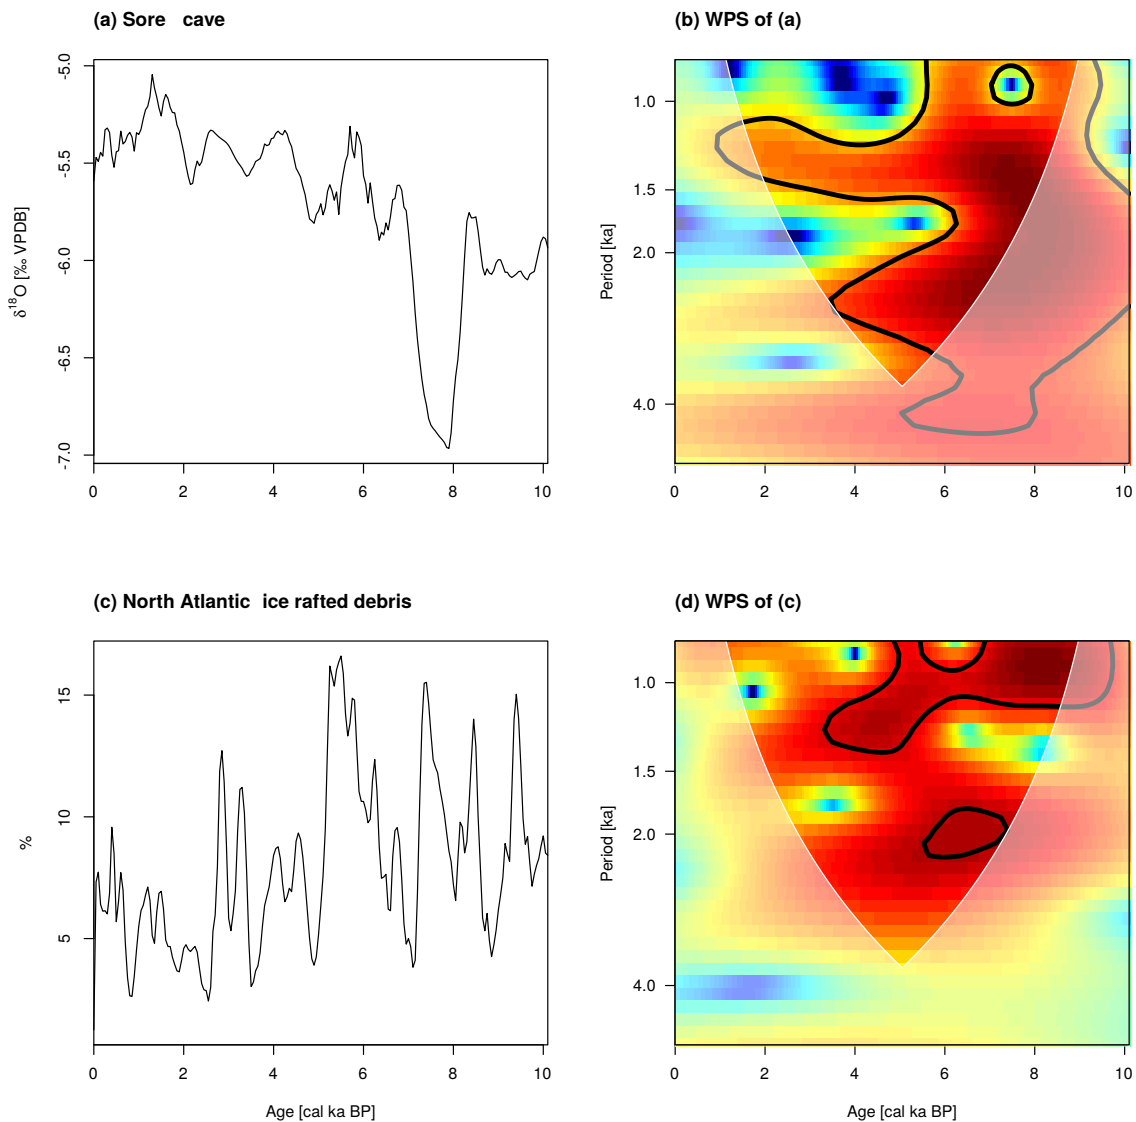 (a) Sore cave
δ18O [‰ VPDB]
-5.0
-5.5
-6.0
-6.5
-7.0
0 2 4 6 8 10
(b) WPS of (a)
Period [ka]
1.0
1.5
2.0
4.0
0 2 4 6 8 10
(c) North Atlantic ice rafted debris
%
15
10
5
0 2 4 6 8 10
Age [cal ka BP]
(d) WPS of (c)
Period [ka]
1.0
1.5
2.0
4.0
0 2 4 6 8 10
Age [cal ka BP]